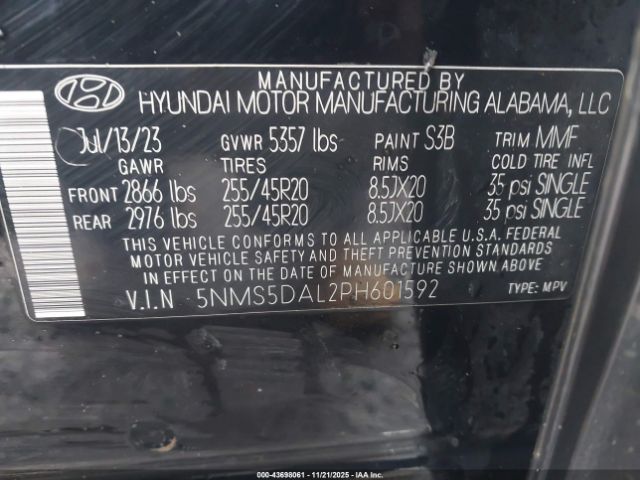 MANUFACTURED BY
HYUNDAI MOTOR MANUFACTURING ALABAMA, LLC
Jul/13/23 GVWR 5357 lbs PAINT S3B TRIM MMF
GAWR TIRES RIMS COLD TIRE INFL
FRONT 2866 lbs 255/45R20 8.5JX20 35 psi SINGLE
REAR 2976 lbs 255/45R20 8.5JX20 35 psi SINGLE
THIS VEHICLE CONFORMS TO ALL APPLICABLE U.S.A. FEDERAL
MOTOR VEHICLE SAFETY AND THEFT PREVENTION STANDARDS
IN EFFECT ON THE DATE OF MANUFACTURE SHOWN ABOVE.
V.I.N 5NMS5DAL2PH601592 TYPE: MPV
000-43698061 - 11/21/2025 - IAAI.COM